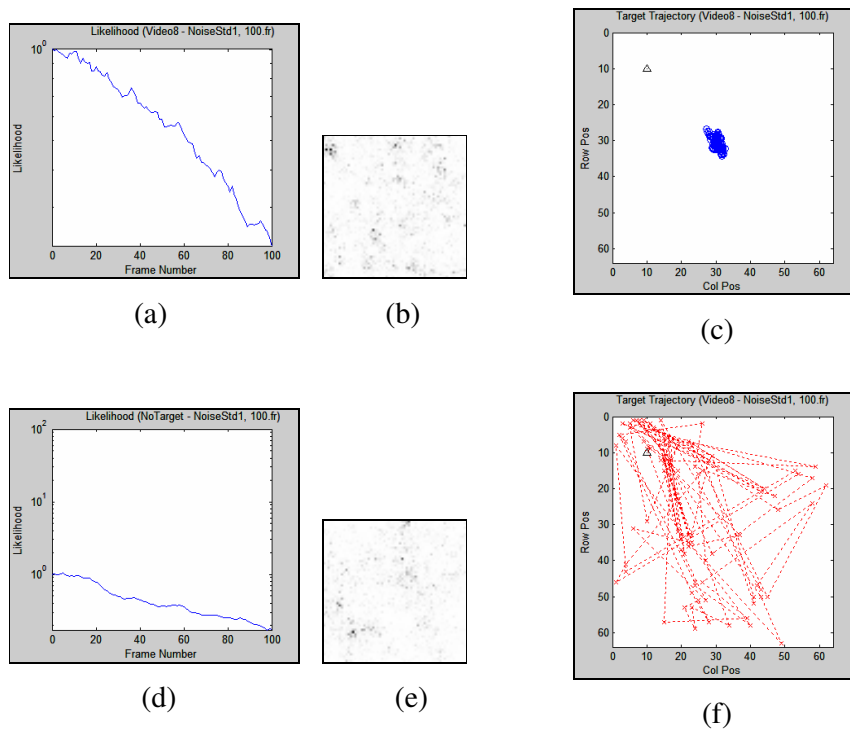 Likelihood (Video8 - NoiseStd1, 100.fr)
10^0
Likelihood
0 20 40 60 80 100
Frame Number
(a)
(b)
Target Trajectory (Video8 - NoiseStd1, 100.fr)
0
10
20
30
40
50
60
Row Pos
0 10 20 30 40 50 60
Col Pos
(c)
Likelihood (NoTarget - NoiseStd1, 100.fr)
10^2
10^1
10^0
Likelihood
0 20 40 60 80 100
Frame Number
(d)
(e)
Target Trajectory (Video8 - NoiseStd1, 100.fr)
0
10
20
30
40
50
60
Row Pos
0 10 20 30 40 50 60
Col Pos
(f)